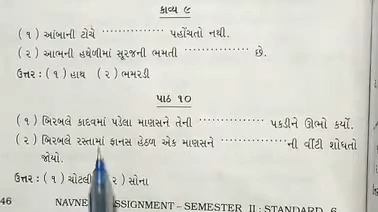 કાવ્ય ૯
(૧) આંબાની ટોચે ............... પહોંચતો નથી.
(૨) આભની હથેળીમાં સૂરજની ભમતી ............... છે.
ઉત્તર : (૧) હાથ (૨) ભમરડી
પાઠ ૧૦
(૧) બિરબલે કાદવમાં પડેલા માણસને તેની ............... પકડીને ઊભો કર્યો.
(૨) બિરબલે રસ્તામાં ફાનસ હેઠળ એક માણસને ...............ની વીંટી શોધતો
જોયો.
ઉત્તર : (૧) ચોટલી ૨) સોના
46 ASSIGNMENT – SEMESTER II : STANDARD 6